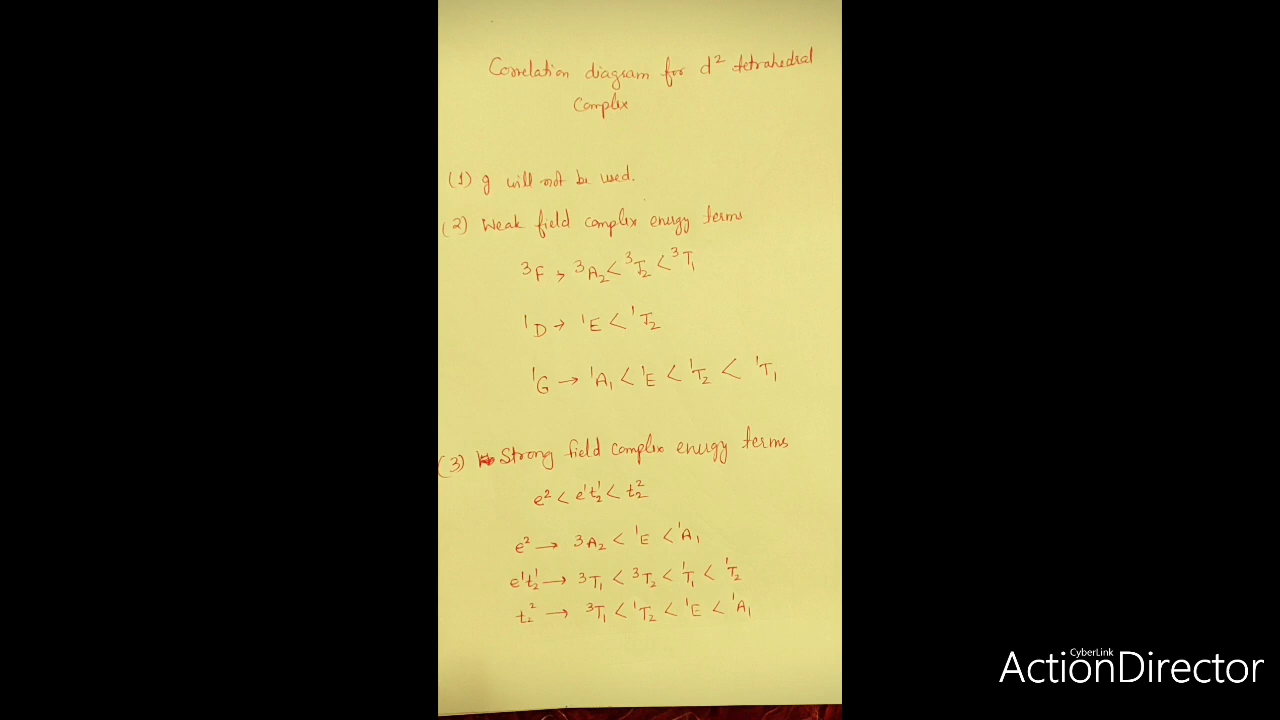 Correlation diagram for d² tetrahedral
Complex
(1) g will not be used.
(2) Weak field complex energy terms
³F → ³A₂ < ³T₂ < ³T₁
¹D → ¹E < ¹T₂
¹G → ¹A₁ < ¹E < ¹T₂ < ¹T₁
(3) Strong field complex energy terms
e² < e¹t₂¹ < t₂²
e² → ³A₂ < ¹E < ¹A₁
e¹t₂¹ → ³T₁ < ³T₂ < ¹T₁ < ¹T₂
t₂² → ³T₁ < ¹T₂ < ¹E < ¹A₁
CyberLink
ActionDirector